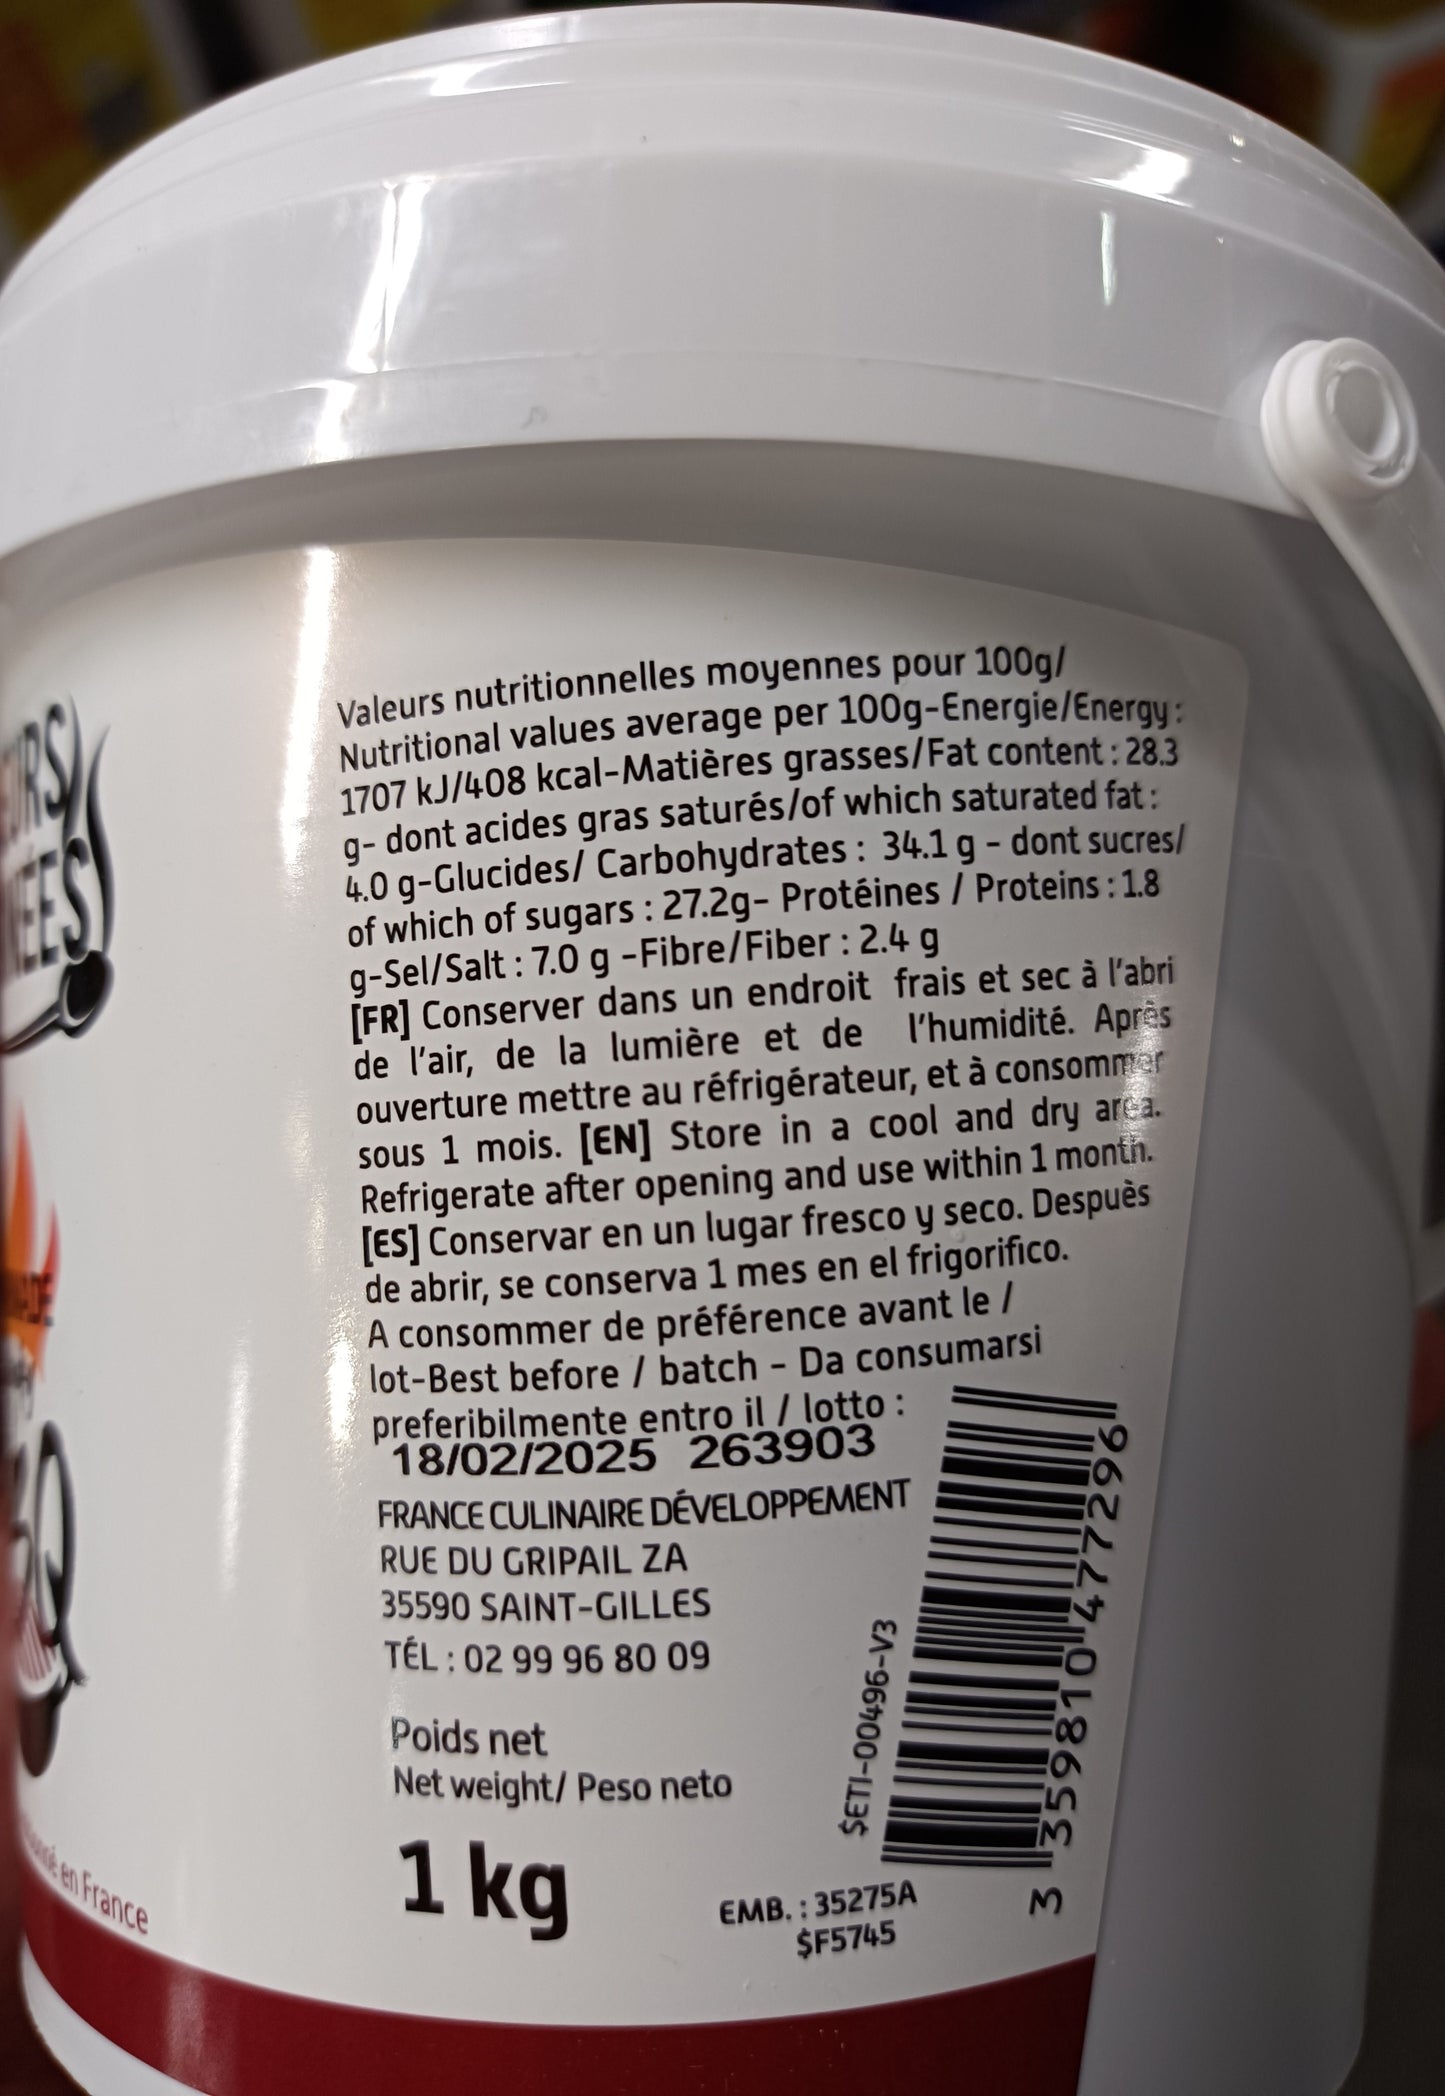 Valeurs nutritionnelles moyennes pour 100g/
Nutritional values average per 100g-Energie/Energy :
1707 kJ/408 kcal-Matières grasses/Fat content : 28.3
g- dont acides gras saturés/of which saturated fat :
4.0 g-Glucides/ Carbohydrates : 34.1 g - dont sucres/
of which of sugars : 27.2g- Protéines / Proteins : 1.8
g-Sel/Salt : 7.0 g -Fibre/Fiber : 2.4 g
[FR] Conserver dans un endroit frais et sec à l'abri
de l'air, de la lumière et de l'humidité. Après
ouverture mettre au réfrigérateur, et à consommer
sous 1 mois. [EN] Store in a cool and dry area.
Refrigerate after opening and use within 1 month.
[ES] Conservar en un lugar fresco y seco. Despuès
de abrir, se conserva 1 mes en el frigorifico.
A consommer de préférence avant le /
lot-Best before / batch - Da consumarsi
preferibilmente entro il / lotto :
18/02/2025 263903
FRANCE CULINAIRE DÉVELOPPEMENT
RUE DU GRIPAIL ZA
35590 SAINT-GILLES
TÉL : 02 99 96 80 09
Poids net
Net weight/ Peso neto
1 kg
$ETI-00496-V3
3 359810 477296
EMB. : 35275A
$F5745
en France